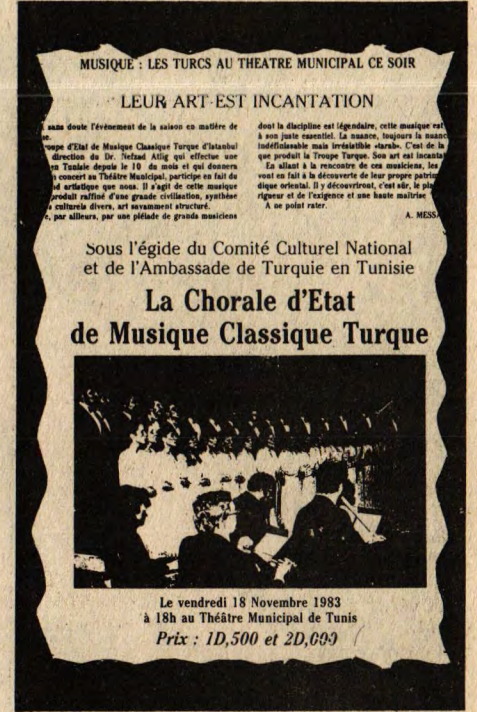 MUSIQUE : LES TURCS AU THEATRE MUNICIPAL CE SOIR
LEUR ART EST INCANTATION
sans doute l'événement de la saison en matière de
oupe d'Etat de Musique Classique Turque d'Istanbul
direction du Dr. Nefzad Atlig qui effectue une
en Tunisie depuis le 10 du mois et qui donnera
concert au Théâtre Municipal, participe en fait du
d artistique que nous. Il s'agit de cette musique
produit raffiné d'une grande civilisation, synthèse
culturels divers, art savamment structuré.
e, par ailleurs, par une pléiade de grands musiciens
dont la discipline est légendaire, cette musique est
à son juste essentiel. La nuance, toujours la nuanc
indéfinissable mais irrésistible «tarab». C'est de la
que produit la Troupe Turque. Son art est incanta
En allant à la rencontre de ces musiciens, les
vont en fait à la découverte de leur propre patrim
dique oriental. Il y découvriront, c'est sûr, le pla
rigueur et de l'exigence et une haute maîtrise
A ne point rater.
A. MESSA
Sous l'égide du Comité Culturel National
et de l'Ambassade de Turquie en Tunisie
La Chorale d'Etat
de Musique Classique Turque
Le vendredi 18 Novembre 1983
à 18h au Théâtre Municipal de Tunis
Prix : 1D,500 et 2D,000